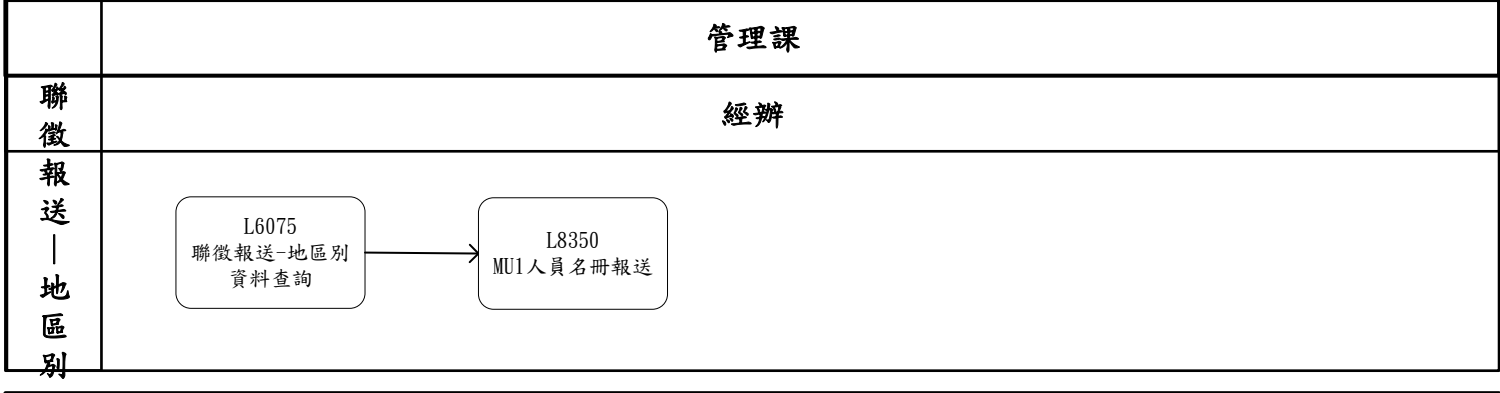 管理課
經辦
聯
徵
報
送
|
地
區
別
L6075
聯徵報送-地區別
資料查詢
L8350
MU1人員名冊報送